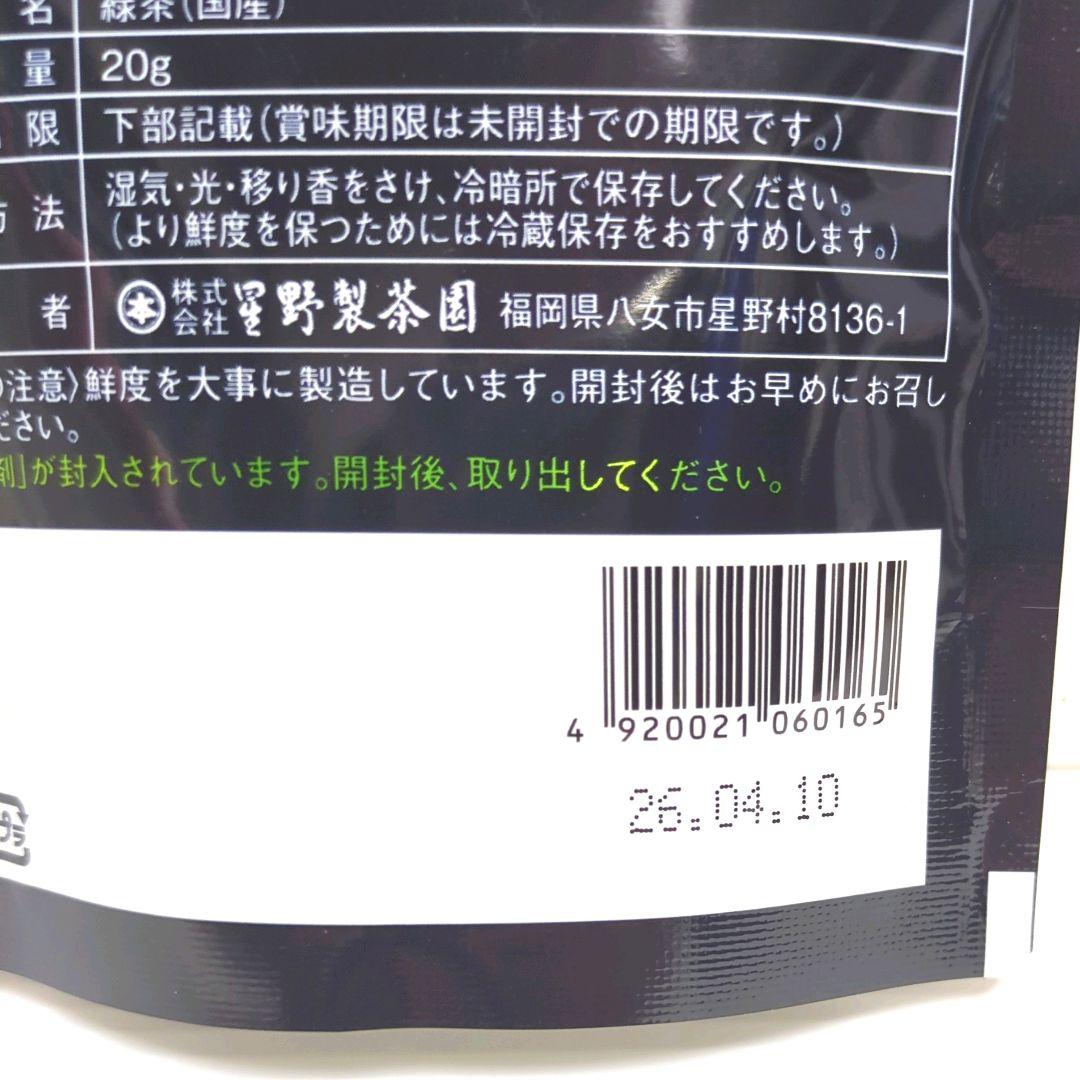 名 緑茶(国産)
量 20g
限 下部記載(賞味期限は未開封での期限です。)
方法 湿気・光・移り香をさけ、冷暗所で保存してください。
(より鮮度を保つためには冷蔵保存をおすすめします。)
者 株式会社 星野製茶園 福岡県八女市星野村8136-1
の注意〉鮮度を大事に製造しています。開封後はお早めにお召し
ださい。
剤」が封入されています。開封後、取り出してください。
4 920021 060165
26.04.10
プラ